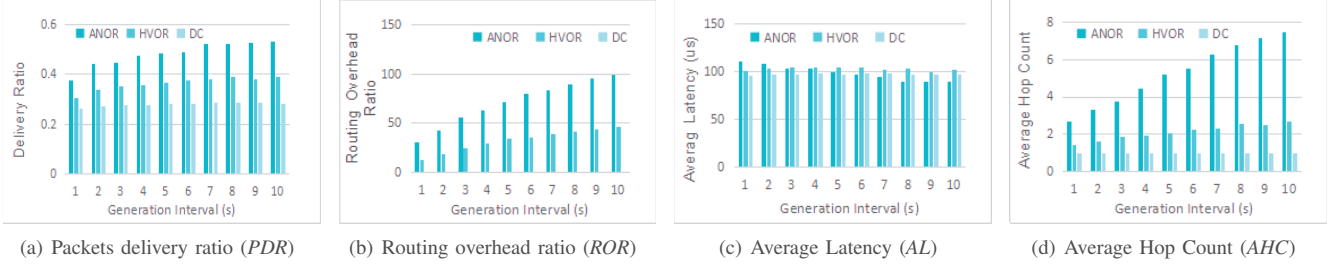 0.6
0.4
0.2
0
Delivery Ratio
ANOR HVOR DC
1 2 3 4 5 6 7 8 9 10
Generation Interval (s)
(a) Packets delivery ratio (PDR)
150
100
50
0
Routing Overhead
Ratio
ANOR HVOR DC
1 2 3 4 5 6 7 8 9 10
Generation Interval (s)
(b) Routing overhead ratio (ROR)
150
100
50
0
Averag Latency (us)
ANOR HVOR DC
1 2 3 4 5 6 7 8 9 10
Generation Interval (s)
(c) Average Latency (AL)
8
6
4
2
0
Average Hop Count
ANOR HVOR DC
1 2 3 4 5 6 7 8 9 10
Generation Interval (s)
(d) Average Hop Count (AHC)